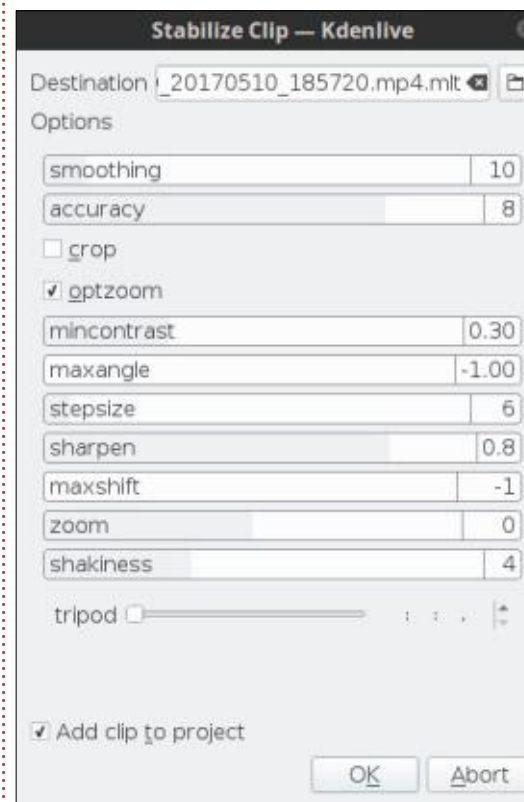 Stabilize Clip — Kdenlive
Destination _20170510_185720.mp4.mlt
Options
smoothing 10
accuracy 8
crop
optzoom
mincontrast 0.30
maxangle -1.00
stepsize 6
sharpen 0.8
maxshift -1
zoom 0
shakiness 4
tripod : : .
Add clip to project
OK Abort